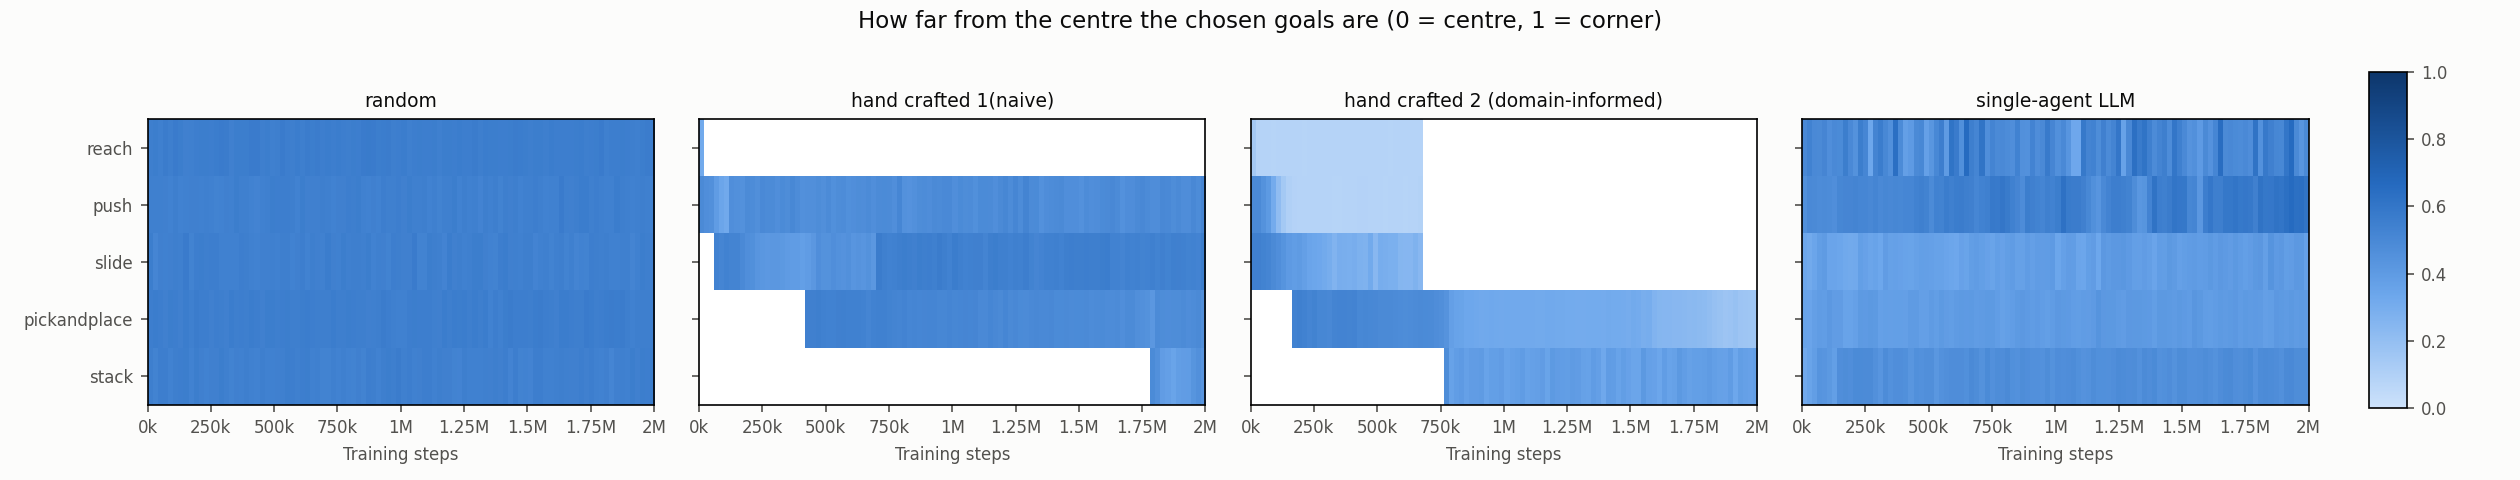 How far from the centre the chosen goals are (0 = centre, 1 = corner)
random
hand crafted 1(naive)
hand crafted 2 (domain-informed)
single-agent LLM
reach
push
slide
pickandplace
stack
0k 250k 500k 750k 1M 1.25M 1.5M 1.75M 2M
0k 250k 500k 750k 1M 1.25M 1.5M 1.75M 2M
0k 250k 500k 750k 1M 1.25M 1.5M 1.75M 2M
0k 250k 500k 750k 1M 1.25M 1.5M 1.75M 2M
Training steps
Training steps
Training steps
Training steps
1.0
0.8
0.6
0.4
0.2
0.0